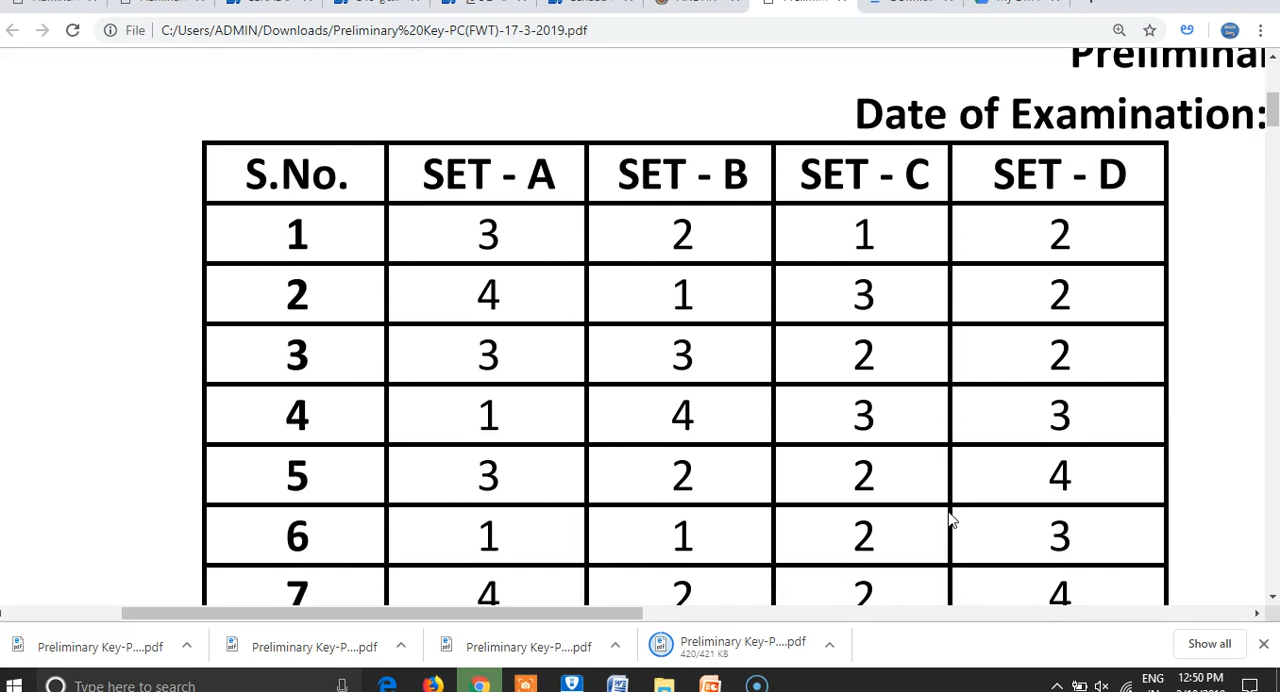 File C:/Users/ADMIN/Downloads/Preliminary%20Key-PC(FWT)-17-3-2019.pdf
Date of Examination:
S.No. SET - A SET - B SET - C SET - D
1 3 2 1 2
2 4 1 3 2
3 3 3 2 2
4 1 4 3 3
5 3 2 2 4
6 1 1 2 3
7 4 2 2 4
Preliminary Key-P....pdf Preliminary Key-P....pdf Preliminary Key-P....pdf Preliminary Key-P....pdf Show all
420/421 KB
Type here to search ENG 12:50 PM